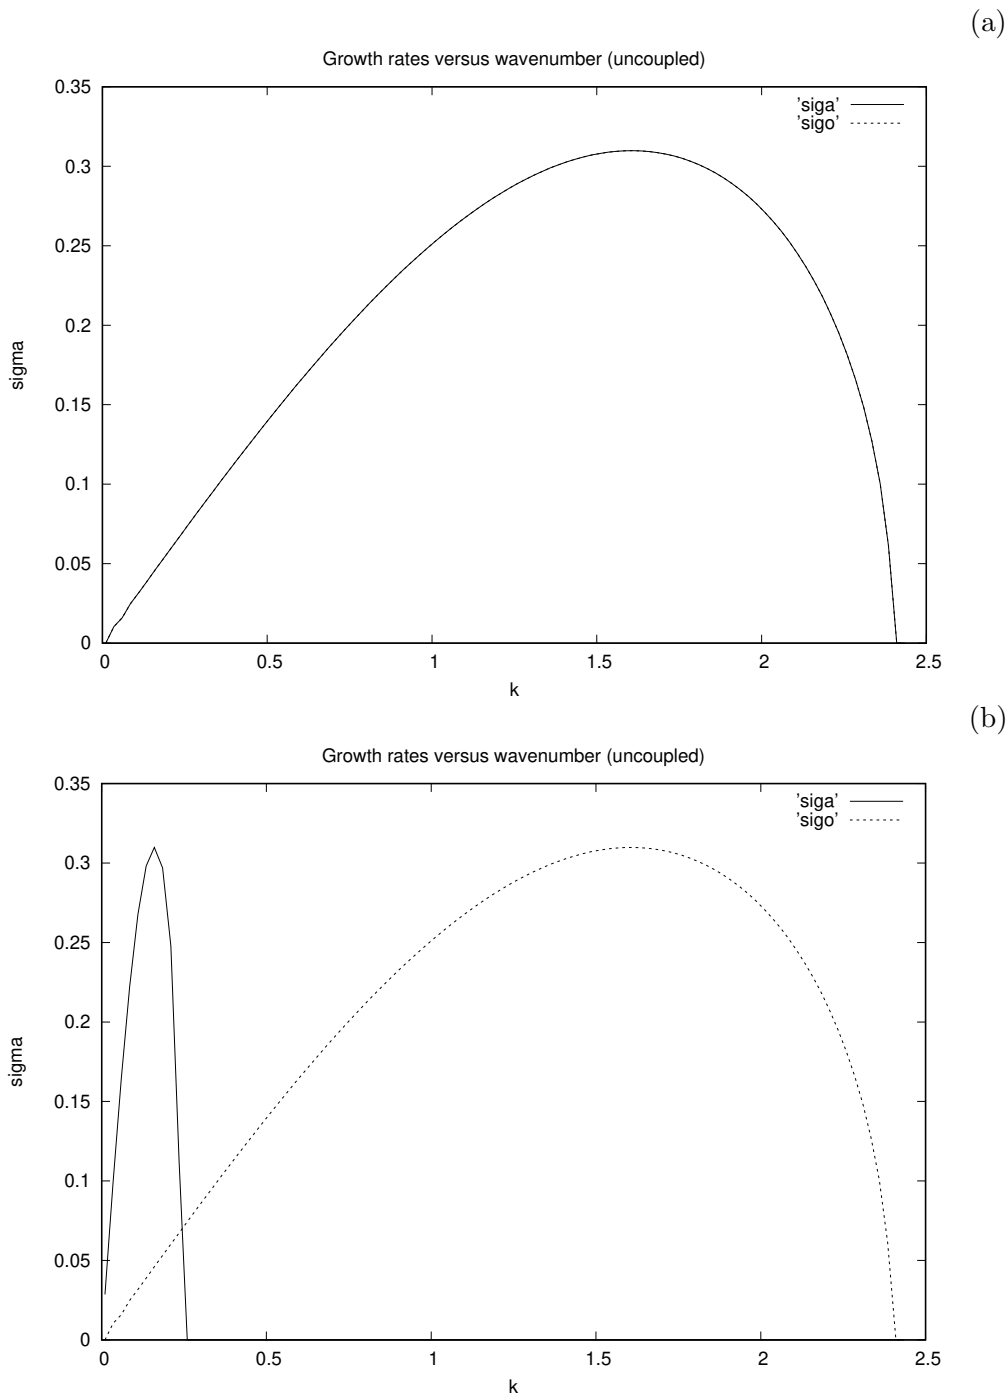 (a)
Growth rates versus wavenumber (uncoupled)
'siga'
'sigo'
0.35
0.3
0.25
0.2
0.15
0.1
0.05
0
sigma
0 0.5 1 1.5 2 2.5
k
(b)
Growth rates versus wavenumber (uncoupled)
'siga'
'sigo'
0.35
0.3
0.25
0.2
0.15
0.1
0.05
0
sigma
0 0.5 1 1.5 2 2.5
k